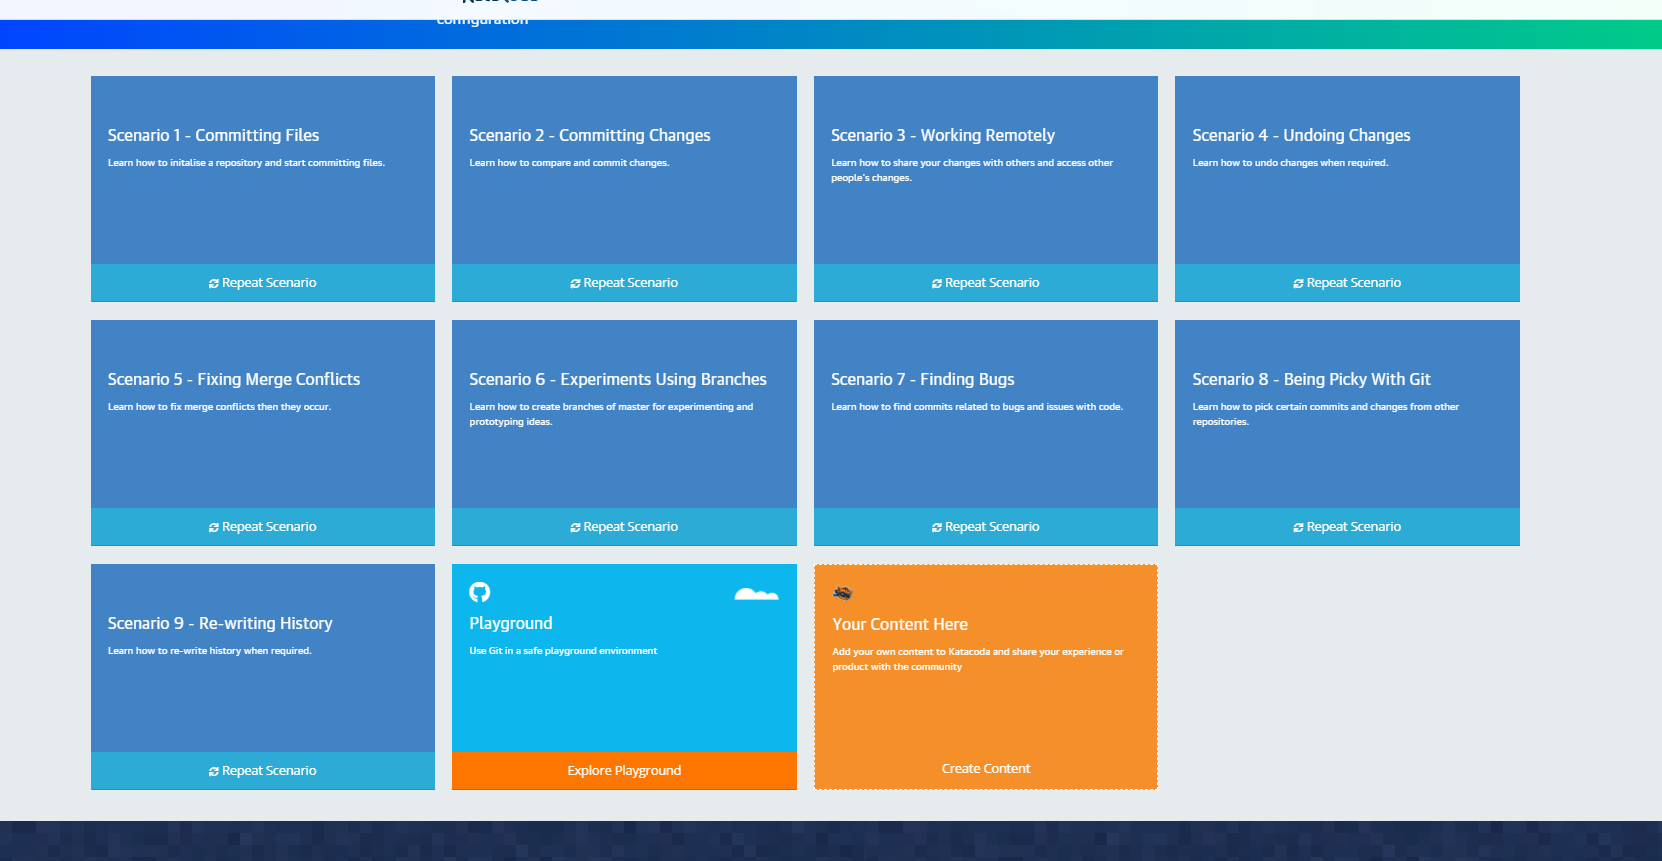 configuration
Scenario 1 - Committing Files
Learn how to initalise a repository and start committing files.
Repeat Scenario
Scenario 2 - Committing Changes
Learn how to compare and commit changes.
Repeat Scenario
Scenario 3 - Working Remotely
Learn how to share your changes with others and access other
people's changes.
Repeat Scenario
Scenario 4 - Undoing Changes
Learn how to undo changes when required.
Repeat Scenario
Scenario 5 - Fixing Merge Conflicts
Learn how to fix merge conflicts then they occur.
Repeat Scenario
Scenario 6 - Experiments Using Branches
Learn how to create branches of master for experimenting and
prototyping ideas.
Repeat Scenario
Scenario 7 - Finding Bugs
Learn how to find commits related to bugs and issues with code.
Repeat Scenario
Scenario 8 - Being Picky With Git
Learn how to pick certain commits and changes from other
repositories.
Repeat Scenario
Scenario 9 - Re-writing History
Learn how to re-write history when required.
Repeat Scenario
Playground
Use Git in a safe playground environment
Explore Playground
Your Content Here
Add your own content to Katacoda and share your experience or
product with the community
Create Content